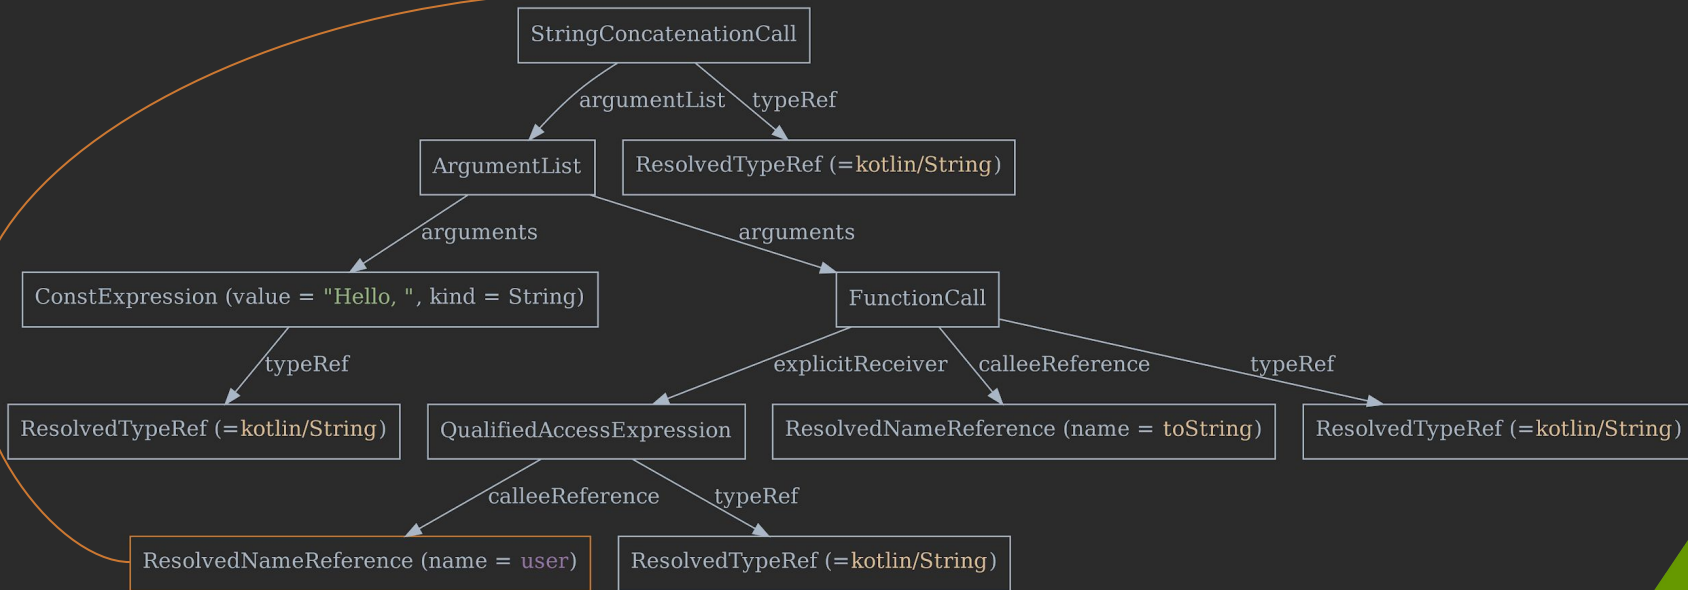 StringConcatenationCall
argumentList
typeRef
ArgumentList
ResolvedTypeRef (=kotlin/String)
arguments
arguments
ConstExpression (value = "Hello, ", kind = String)
FunctionCall
typeRef
explicitReceiver
calleeReference
typeRef
ResolvedTypeRef (=kotlin/String)
QualifiedAccessExpression
ResolvedNameReference (name = toString)
ResolvedTypeRef (=kotlin/String)
calleeReference
typeRef
ResolvedNameReference (name = user)
ResolvedTypeRef (=kotlin/String)